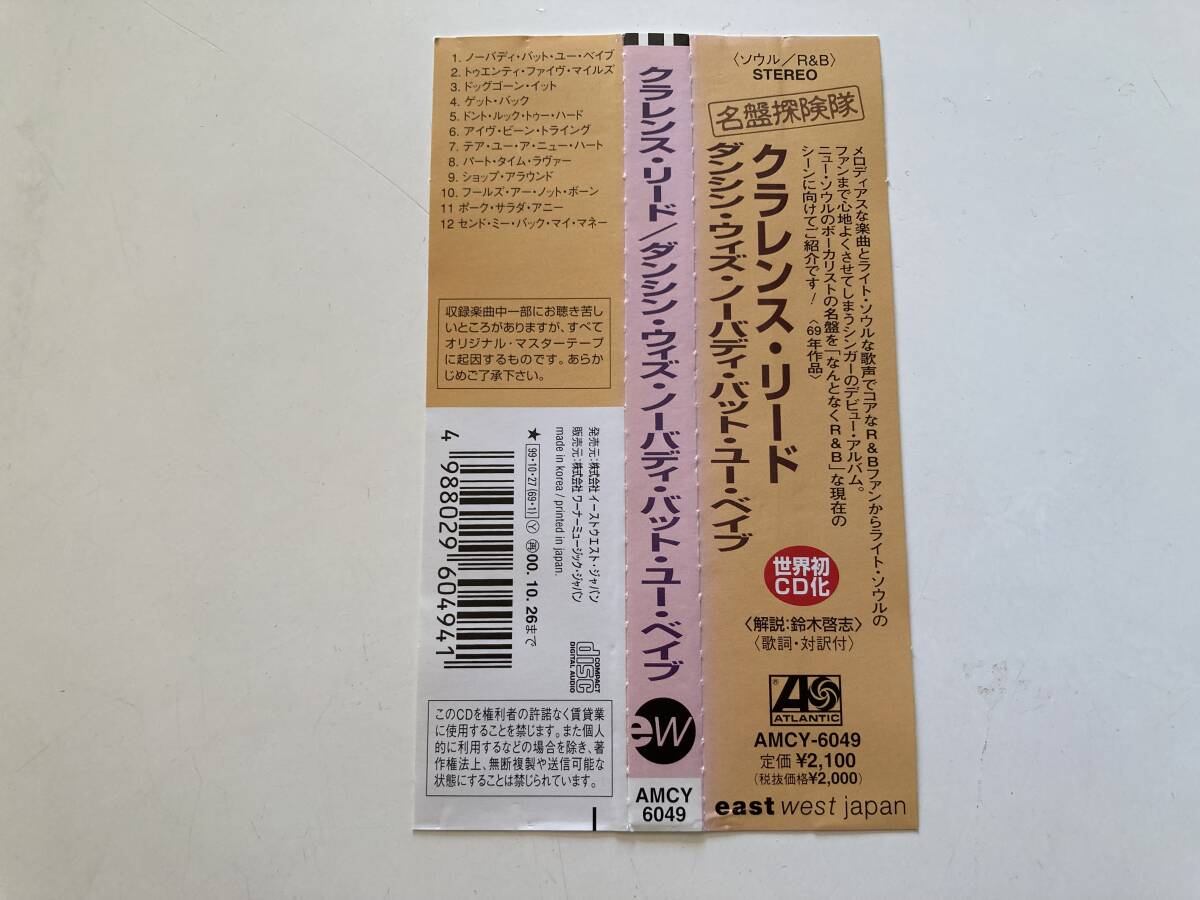 〈ソウル/R&B〉
STEREO
名盤探険隊
メロディアスな楽曲とライト・ソウルな歌声でコアなR&Bファンからライト・ソウルの
ファンまで心地よくさせてしまうシンガーのデビュー・アルバム。
ニュー・ソウルのボーカリストの名盤を「なんとなくR&B」な現在の
シーンに向けてご紹介です!〈69年作品〉
クラレンス・リード
ダンシン・ウィズ・ノーバディ・バット・ユー・ベイブ
世界初
CD化
〈解説:鈴木啓志〉
〈歌詞・対訳付〉
ATLANTIC
AMCY-6049
定価 ¥2,100
(税抜価格¥2,000)
east west japan
クラレンス・リード/ダンシン・ウィズ・ノーバディ・バット・ユー・ベイブ
ew
AMCY
6049
1. ノーバディ・バット・ユー・ベイブ
2. トゥエンティ・ファイヴ・マイルズ
3. ドッグゴーン・イット
4. ゲット・バック
5. ドント・ルック・トゥー・ハード
6. アイヴ・ビーン・トライング
7. テア・ユー・ア・ニュー・ハート
8. パート・タイム・ラヴァー
9. ショップ・アラウンド
10. フールズ・アー・ノット・ボーン
11 ポーク・サラダ・アニー
12 センド・ミー・バック・マイ・マネー
収録楽曲中一部にお聴き苦し
いところがありますが、すべて
オリジナル・マスターテープ
に起因するものです。あらか
じめご了承下さい。
発売元:株式会社 イーストウエスト・ジャパン
販売元:株式会社 ワーナーミュージック・ジャパン
made in korea / printed in japan.
★ 99・10・27(69・1) Y 再 00. 10. 26まで
4 988029 604941
COMPACT
disc
DIGITAL AUDIO
このCDを権利者の許諾なく賃貸業
に使用することを禁じます。また個人
的に利用するなどの場合を除き、著
作権法上、無断複製や送信可能な
状態にすることは禁じられています。